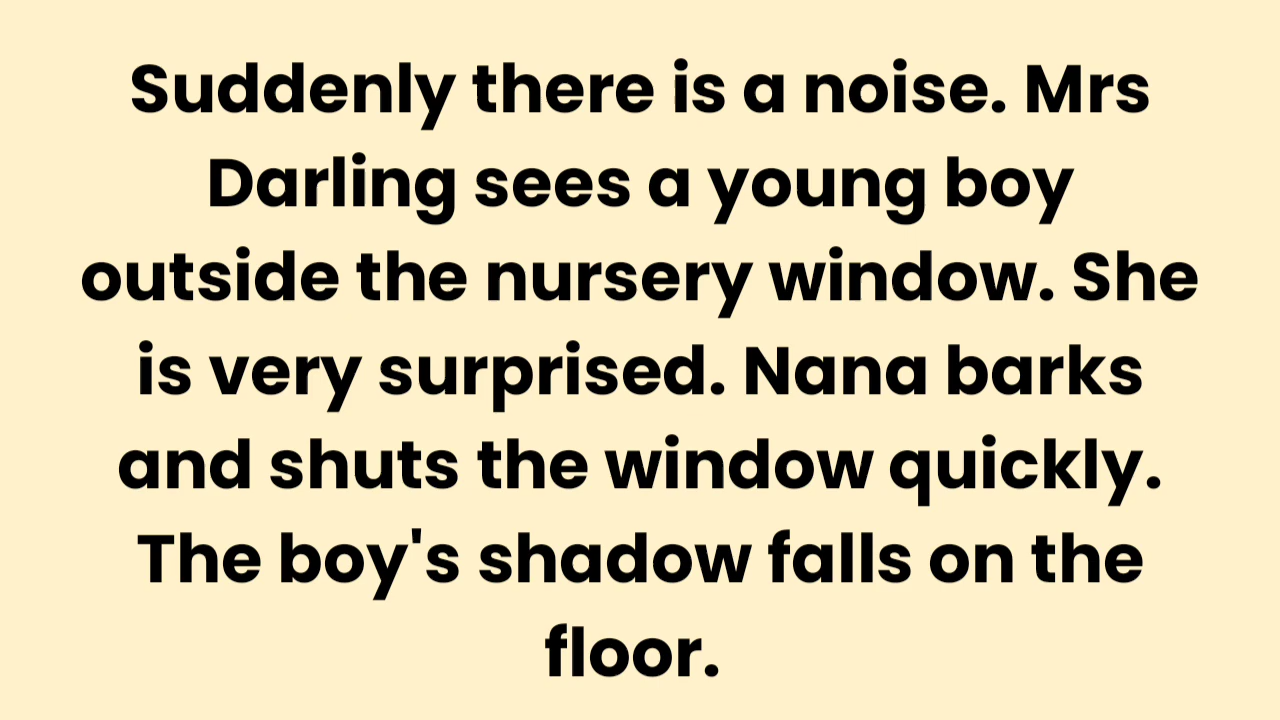 Suddenly there is a noise. Mrs
Darling sees a young boy
outside the nursery window. She
is very surprised. Nana barks
and shuts the window quickly.
The boy's shadow falls on the
floor.